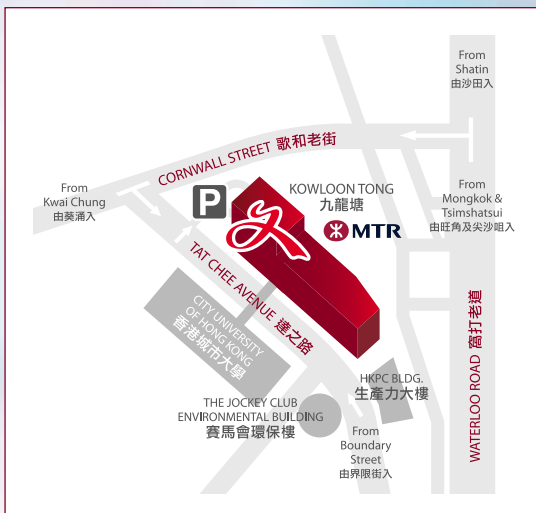 From
Shatin
由沙田入
CORNWALL STREET 歌和老街
From
Kwai Chung
由葵涌入
P
KOWLOON TONG
九龍塘
MTR
From
Mongkok &
Tsimshatsui
由旺角及尖沙咀入
TAT CHEE AVENUE 達之路
CITY UNIVERSITY
OF HONG KONG
香港城市大學
WATERLOO ROAD 窩打老道
HKPC BLDG.
生產力大樓
THE JOCKEY CLUB
ENVIRONMENTAL BUILDING
賽馬會環保樓
From
Boundary
Street
由界限街入